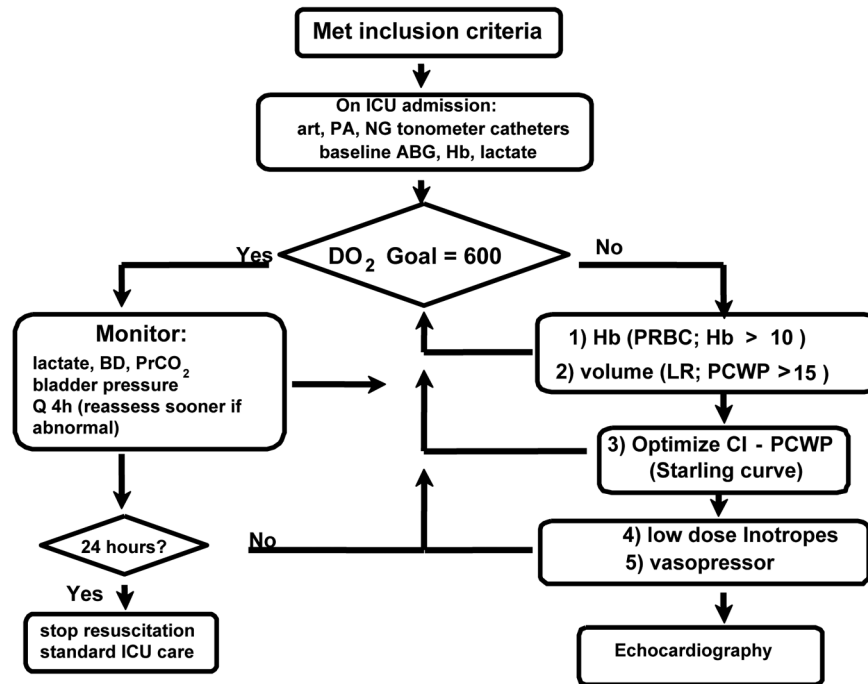 Met inclusion criteria
On ICU admission:
art, PA, NG tonometer catheters
baseline ABG, Hb, lactate
Yes
DO₂ Goal = 600
No
Monitor:
lactate, BD, PrCO₂
bladder pressure
Q 4h (reassess sooner if
abnormal)
1) Hb (PRBC; Hb > 10 )
2) volume (LR; PCWP >15 )
3) Optimize CI - PCWP
(Starling curve)
24 hours?
No
4) low dose Inotropes
5) vasopressor
Yes
stop resuscitation
standard ICU care
Echocardiography